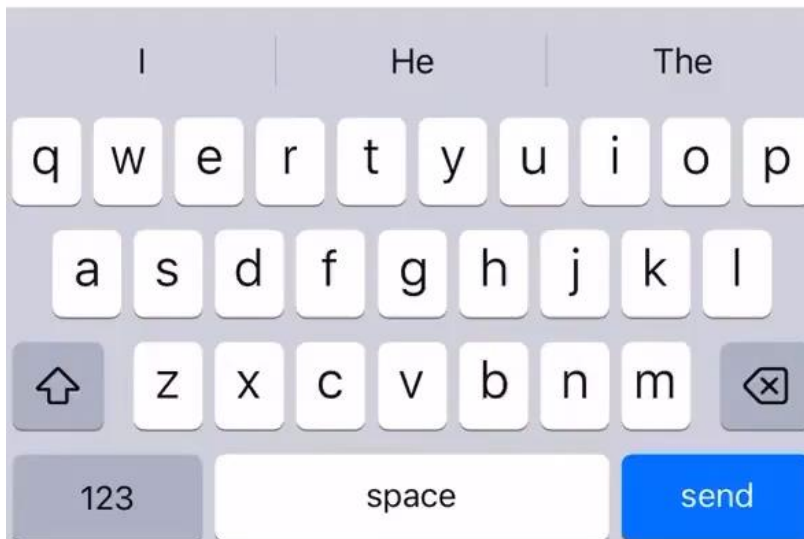 I He The
q w e r t y u i o p
a s d f g h j k l
z x c v b n m
123 space send